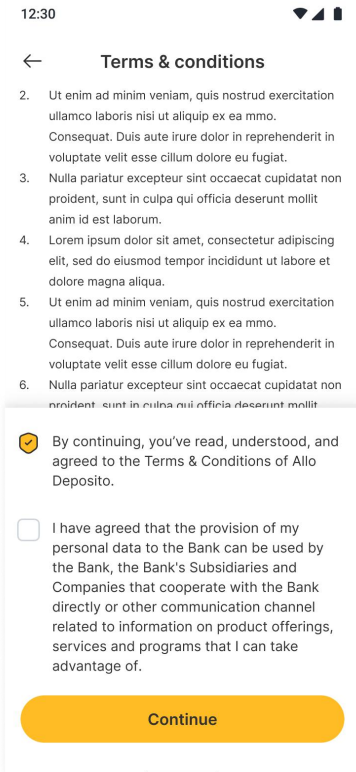 12:30
Terms & conditions
2. Ut enim ad minim veniam, quis nostrud exercitation
ullamco laboris nisi ut aliquip ex ea mmo.
Consequat. Duis aute irure dolor in reprehenderit in
voluptate velit esse cillum dolore eu fugiat.
3. Nulla pariatur excepteur sint occaecat cupidatat non
proident, sunt in culpa qui officia deserunt mollit
anim id est laborum.
4. Lorem ipsum dolor sit amet, consectetur adipiscing
elit, sed do eiusmod tempor incididunt ut labore et
dolore magna aliqua.
5. Ut enim ad minim veniam, quis nostrud exercitation
ullamco laboris nisi ut aliquip ex ea mmo.
Consequat. Duis aute irure dolor in reprehenderit in
voluptate velit esse cillum dolore eu fugiat.
6. Nulla pariatur excepteur sint occaecat cupidatat non
proident, sunt in culpa qui officia deserunt mollit
By continuing, you've read, understood, and
agreed to the Terms & Conditions of Allo
Deposito.
I have agreed that the provision of my
personal data to the Bank can be used by
the Bank, the Bank's Subsidiaries and
Companies that cooperate with the Bank
directly or other communication channel
related to information on product offerings,
services and programs that I can take
advantage of.
Continue